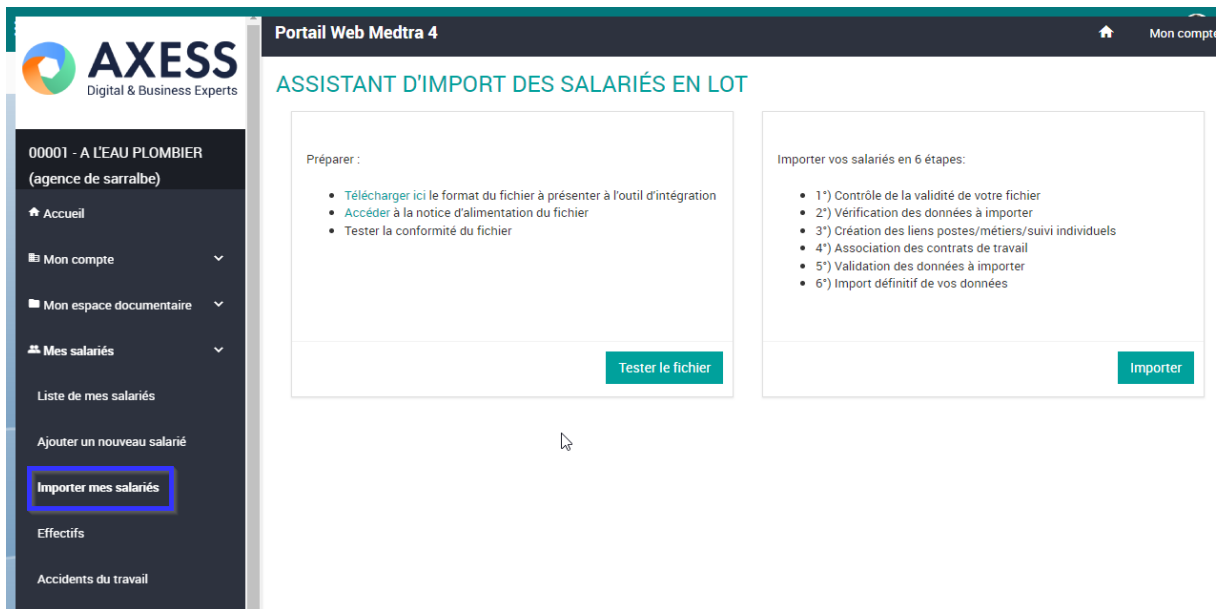 AXESS
Digital & Business Experts
00001 - A L'EAU PLOMBIER
(agence de sarralbe)
Accueil
Mon compte
Mon espace documentaire
Mes salariés
Liste de mes salariés
Ajouter un nouveau salarié
Importer mes salariés
Effectifs
Accidents du travail
Portail Web Medtra 4
Mon compte
ASSISTANT D'IMPORT DES SALARIÉS EN LOT
Préparer :
Télécharger ici le format du fichier à présenter à l'outil d'intégration
Accéder à la notice d'alimentation du fichier
Tester la conformité du fichier
Tester le fichier
Importer vos salariés en 6 étapes:
1°) Contrôle de la validité de votre fichier
2°) Vérification des données à importer
3°) Création des liens postes/métiers/suivi individuels
4°) Association des contrats de travail
5°) Validation des données à importer
6°) Import définitif de vos données
Importer